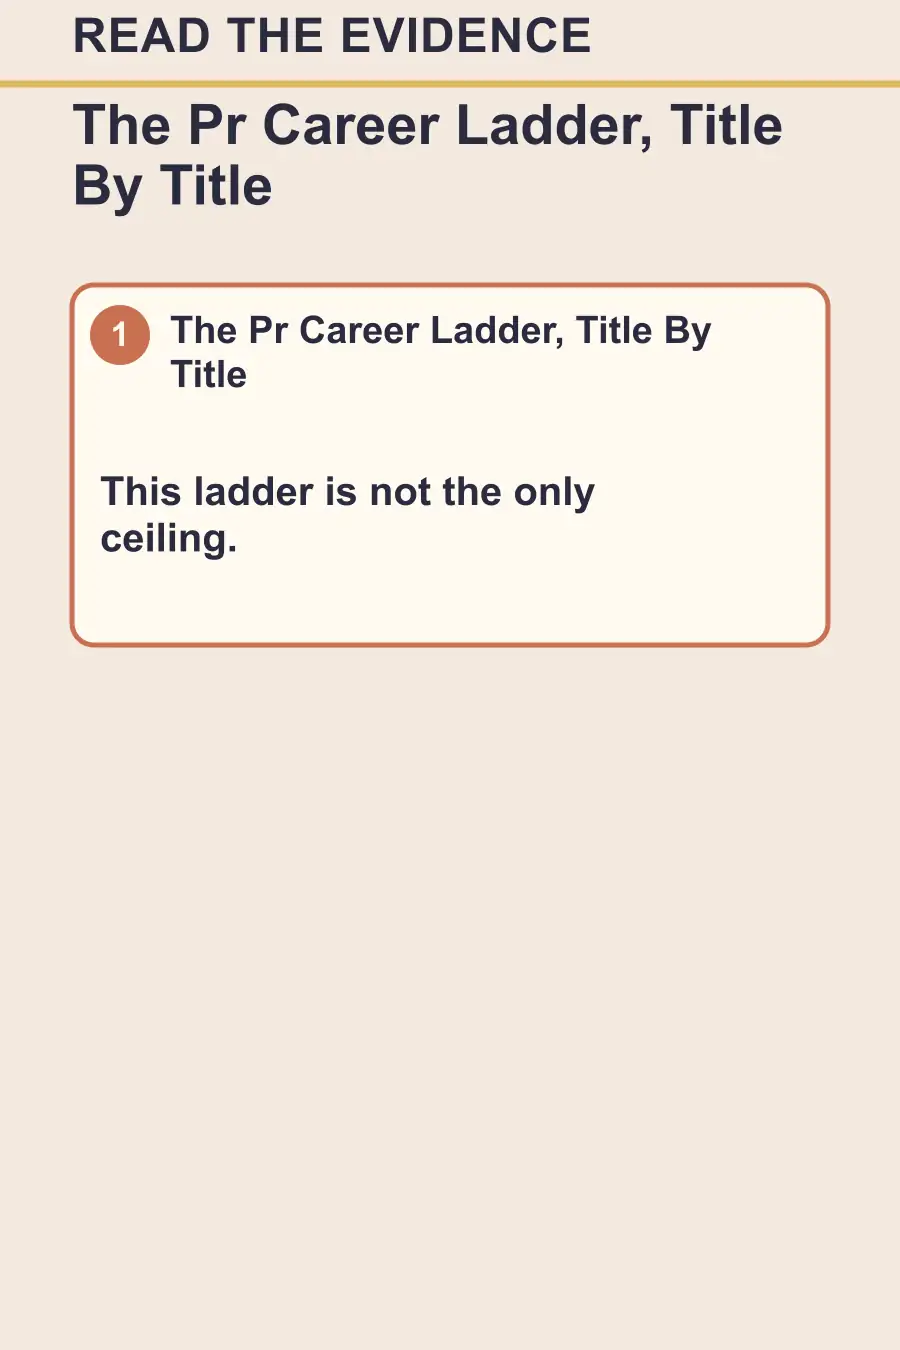 READ THE EVIDENCE
The Pr Career Ladder, Title
By Title
1
The Pr Career Ladder, Title By
Title
This ladder is not the only
ceiling.